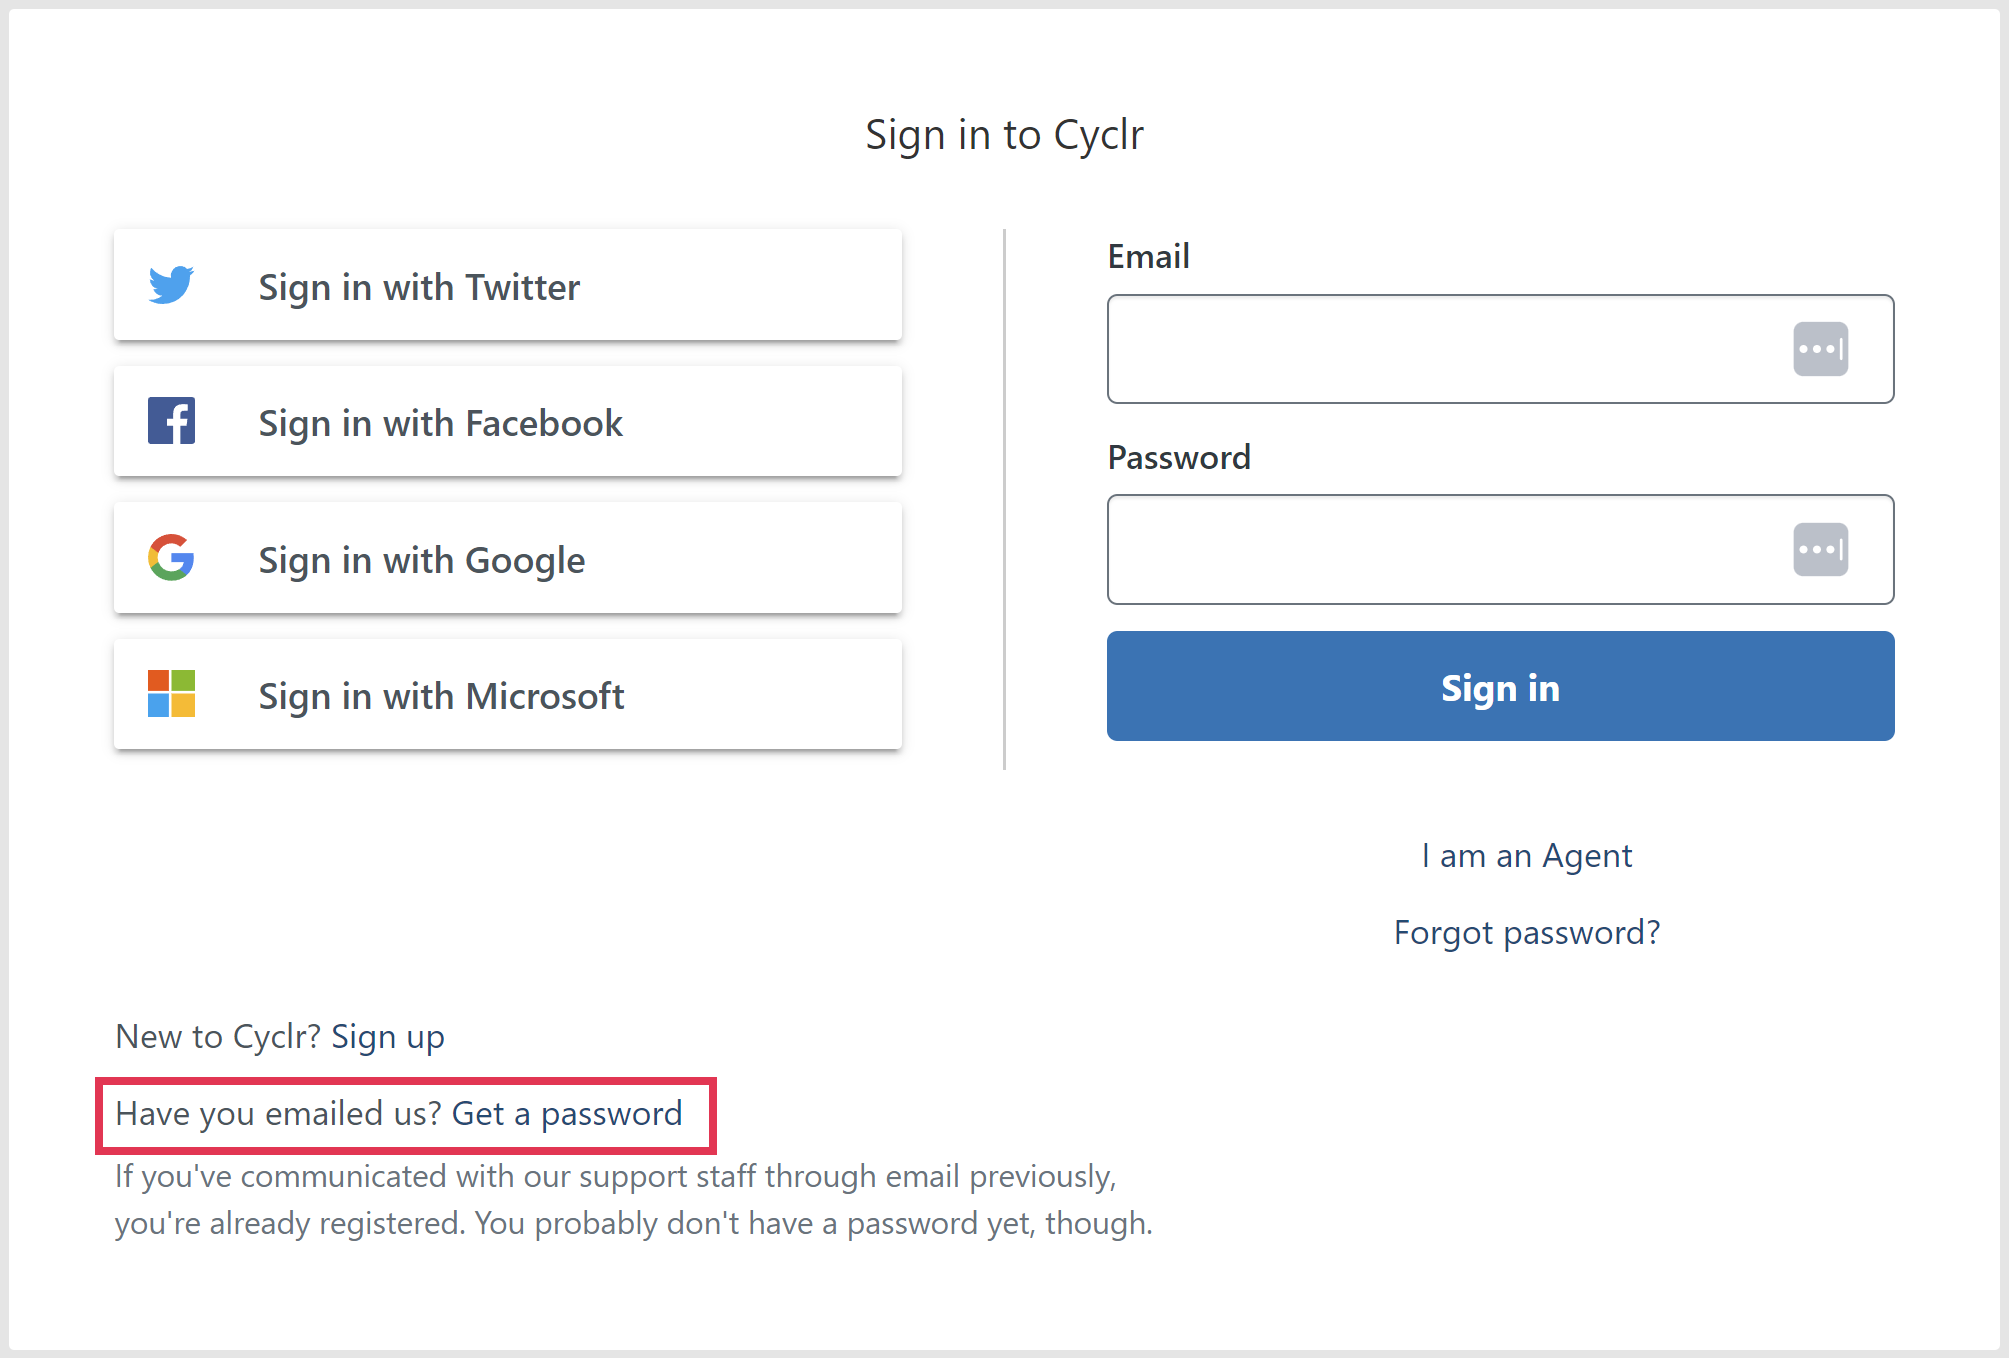 Sign in to Cyclr
Sign in with Twitter
Sign in with Facebook
Sign in with Google
Sign in with Microsoft
Email
Password
Sign in
I am an Agent
Forgot password?
New to Cyclr? Sign up
Have you emailed us? Get a password
If you've communicated with our support staff through email previously,
you're already registered. You probably don't have a password yet, though.